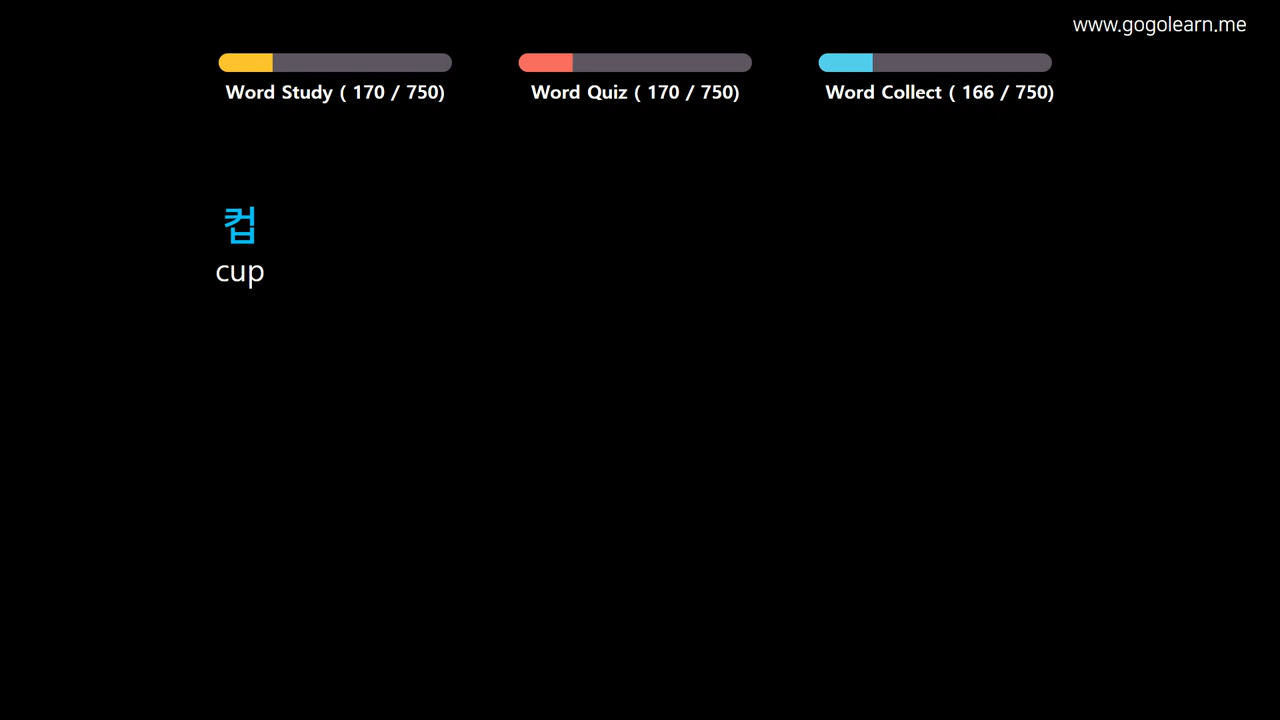 www.gogolearn.me
Word Study ( 170 / 750)
Word Quiz ( 170 / 750)
Word Collect ( 166 / 750)
컵
cup